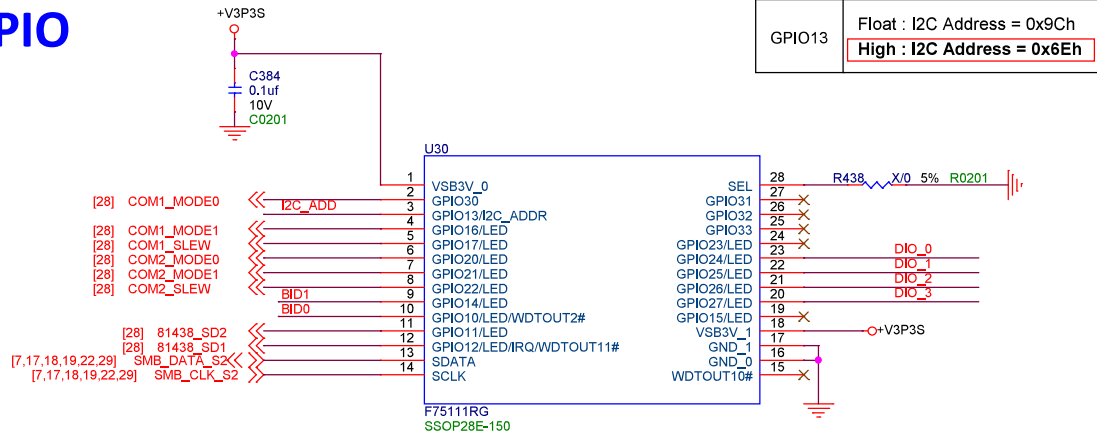 PIO
+V3P3S
GPIO13
Float : I2C Address = 0x9Ch
High : I2C Address = 0x6Eh
C384
0.1uf
10V
C0201
U30
1 VSB3V_0
[28] COM1_MODE0 2 GPIO30
I2C_ADD 3 GPIO13/I2C_ADDR
[28] COM1_MODE1 4 GPIO16/LED
[28] COM1_SLEW 5 GPIO17/LED
[28] COM2_MODE0 6 GPIO20/LED
[28] COM2_MODE1 7 GPIO21/LED
[28] COM2_SLEW 8 GPIO22/LED
BID1 9 GPIO14/LED
BID0 10 GPIO10/LED/WDTOUT2#
[28] 81438_SD2 11 GPIO11/LED
[28] 81438_SD1 12 GPIO12/LED/IRQ/WDTOUT11#
[7,17,18,19,22,29] SMB_DATA_S2 13 SDATA
[7,17,18,19,22,29] SMB_CLK_S2 14 SCLK
SEL 28 R438 X/0 5% R0201
GPIO31 27
GPIO32 26
GPIO33 25
GPIO23/LED 24
GPIO24/LED 23 DIO_0
GPIO25/LED 22 DIO_1
GPIO26/LED 21 DIO_2
GPIO27/LED 20 DIO_3
GPIO15/LED 19
VSB3V_1 18 +V3P3S
GND_1 17
GND_0 16
WDTOUT10# 15
F75111RG
SSOP28E-150